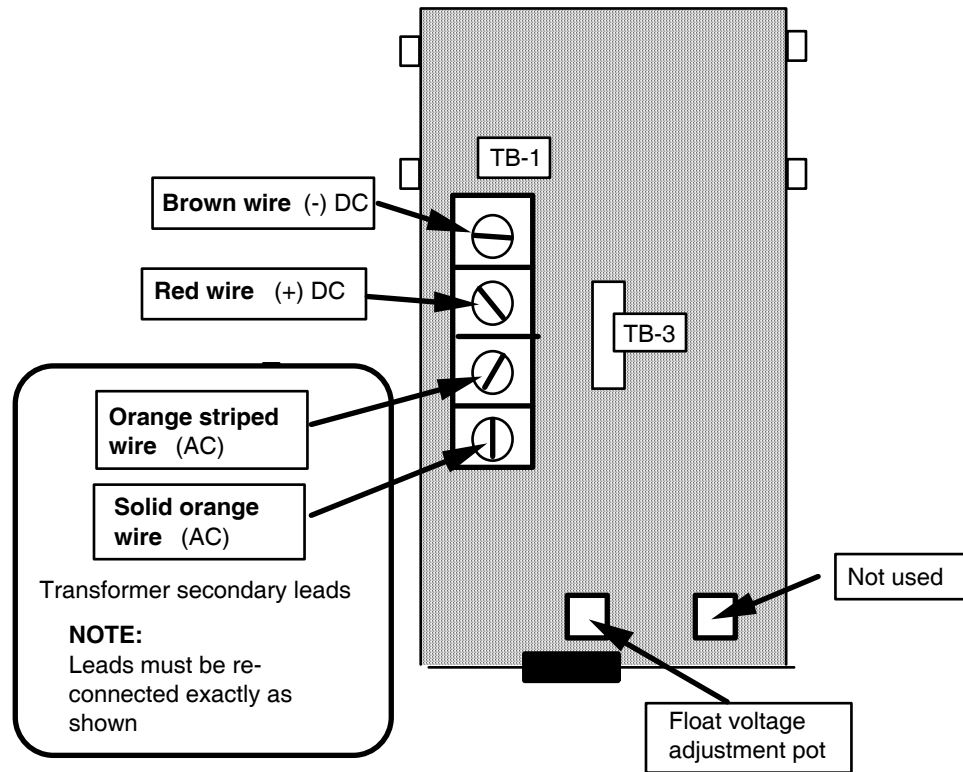 TB-1
Brown wire (-) DC
Red wire (+) DC
TB-3
Orange striped
wire (AC)
Solid orange
wire (AC)
Transformer secondary leads
NOTE:
Leads must be re-
connected exactly as
shown
Not used
Float voltage
adjustment pot